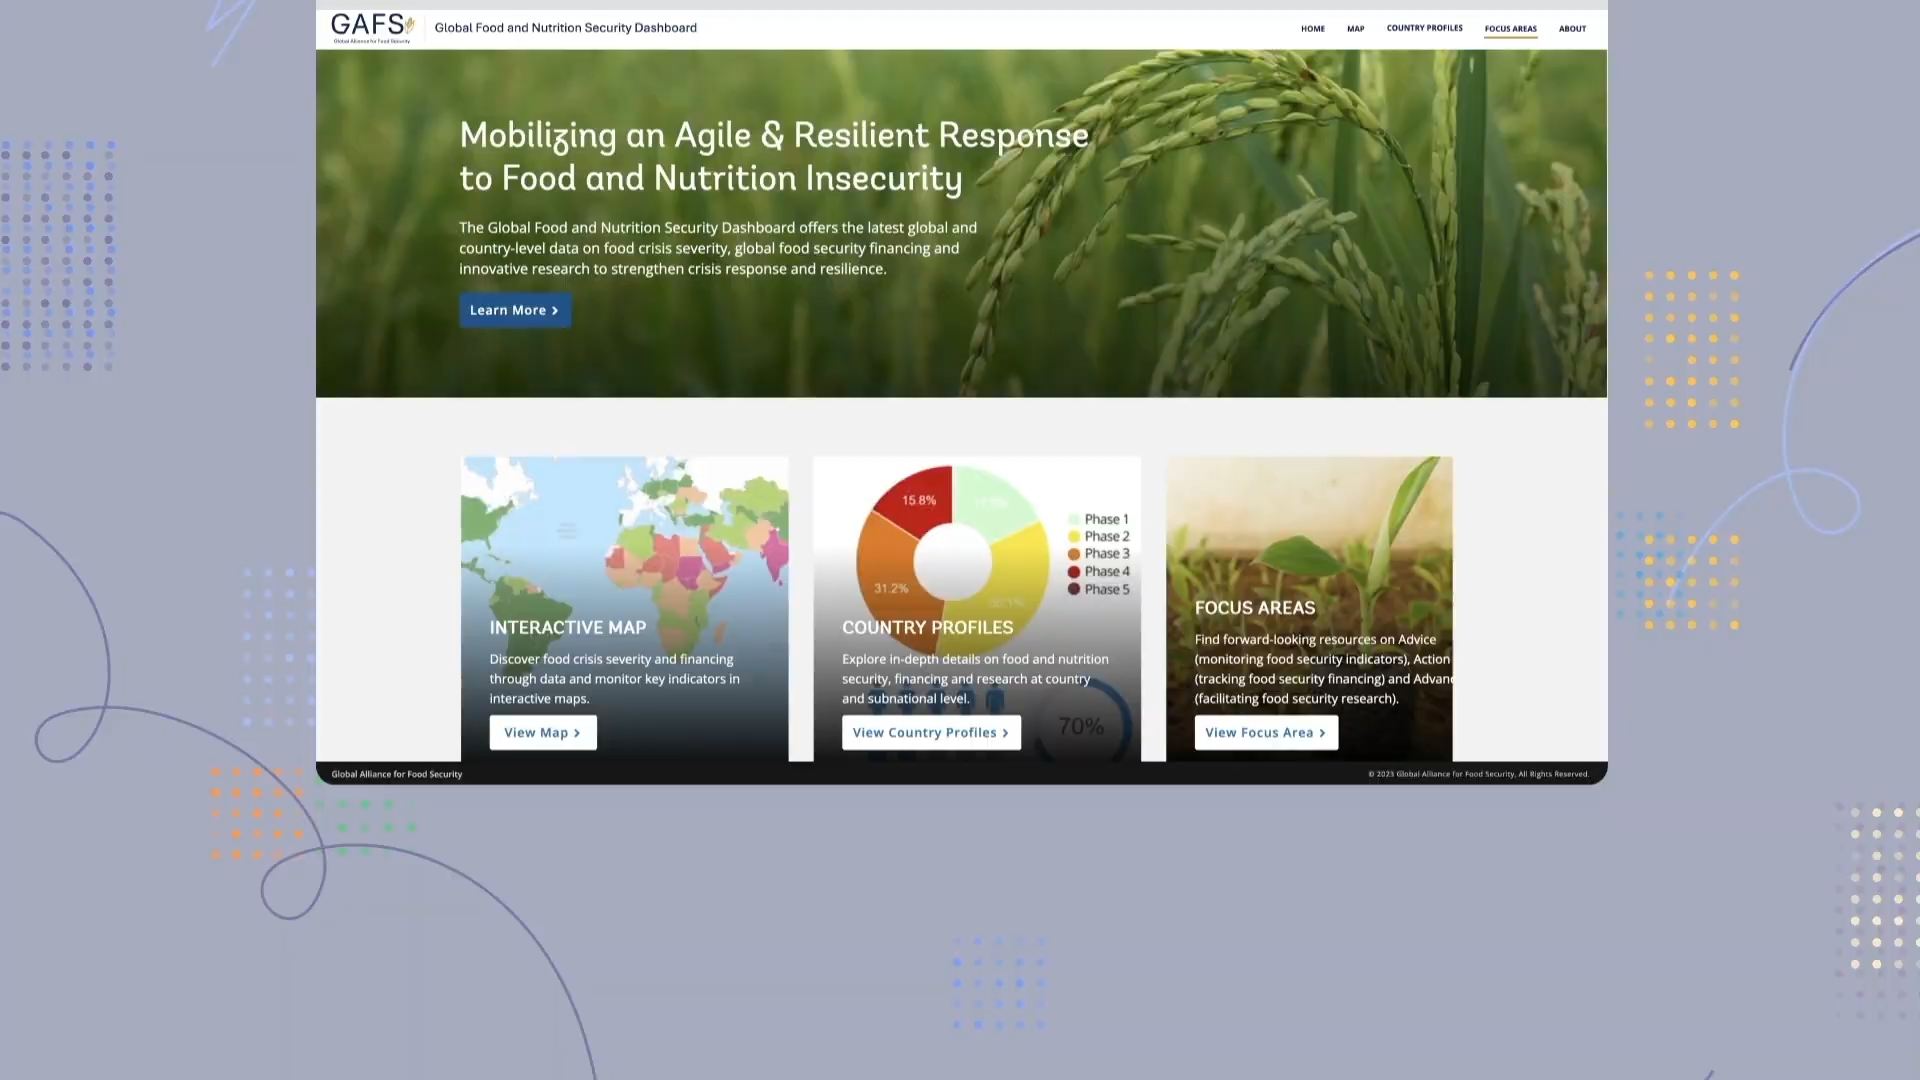 GAFS
Global Alliance for Food Security
Global Food and Nutrition Security Dashboard
HOME
MAP
COUNTRY PROFILES
FOCUS AREAS
ABOUT
Mobilizing an Agile & Resilient Response
to Food and Nutrition Insecurity
The Global Food and Nutrition Security Dashboard offers the latest global and
country-level data on food crisis severity, global food security financing and
innovative research to strengthen crisis response and resilience.
Learn More >
INTERACTIVE MAP
Discover food crisis severity and financing
through data and monitor key indicators in
interactive maps.
View Map >
15.8%
31.2%
Phase 1
Phase 2
Phase 3
Phase 4
Phase 5
COUNTRY PROFILES
Explore in-depth details on food and nutrition
security, financing and research at country
and subnational level.
70%
View Country Profiles >
FOCUS AREAS
Find forward-looking resources on Advice
(monitoring food security indicators), Action
(tracking food security financing) and Advanc
(facilitating food security research).
View Focus Area >
Global Alliance for Food Security
© 2023 Global Alliance for Food Security, All Rights Reserved.